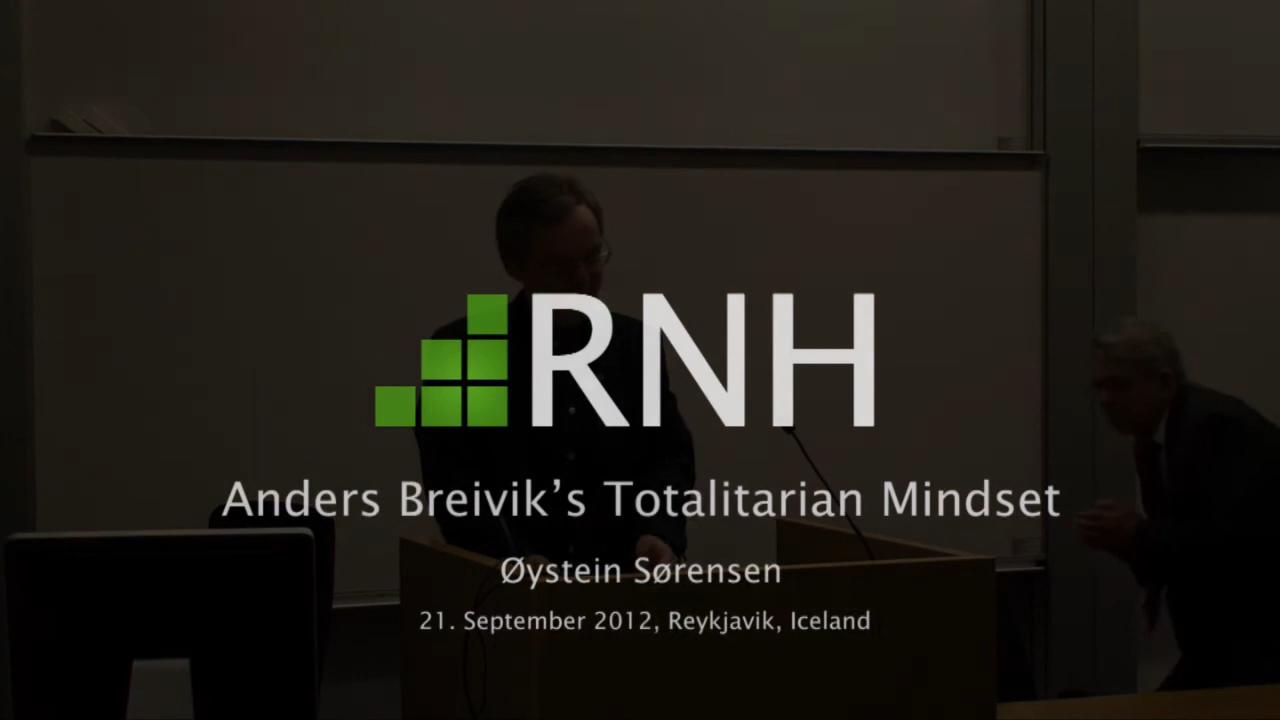 RNH
Anders Breivik’s Totalitarian Mindset
Øystein Sørensen
21. September 2012, Reykjavik, Iceland